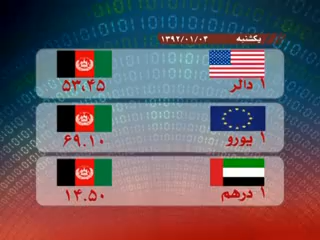 یکشنبه ۱۳۹۲/۰۱/۰۴
۱ دالر ۵۳،۴۵
۱ یورو ۶۹.۱۰
۱ درهم ۱۴.۵۰